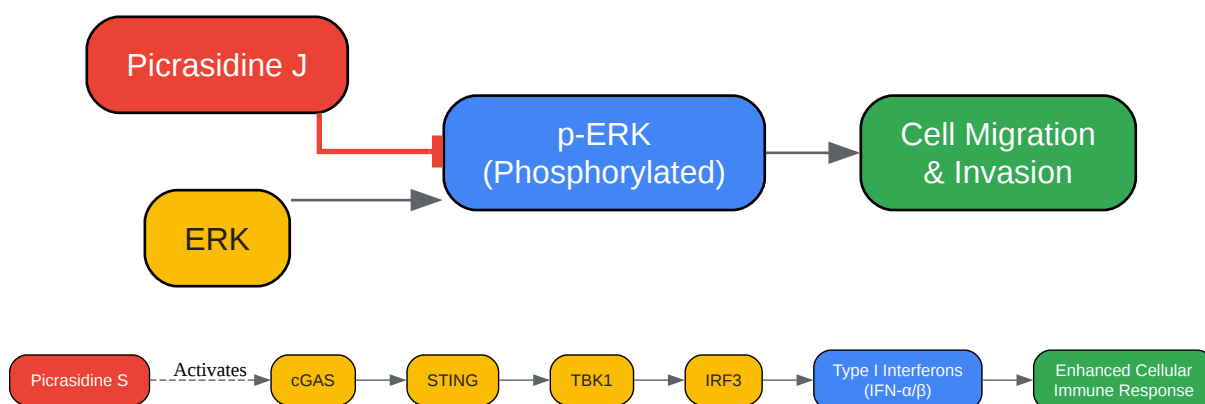 Picrasidine J
p-ERK
(Phosphorylated)
Cell Migration
& Invasion
ERK
Picrasidine S
Activates
cGAS
STING
TBK1
IRF3
Type I Interferons
(IFN-α/β)
Enhanced Cellular
Immune Response